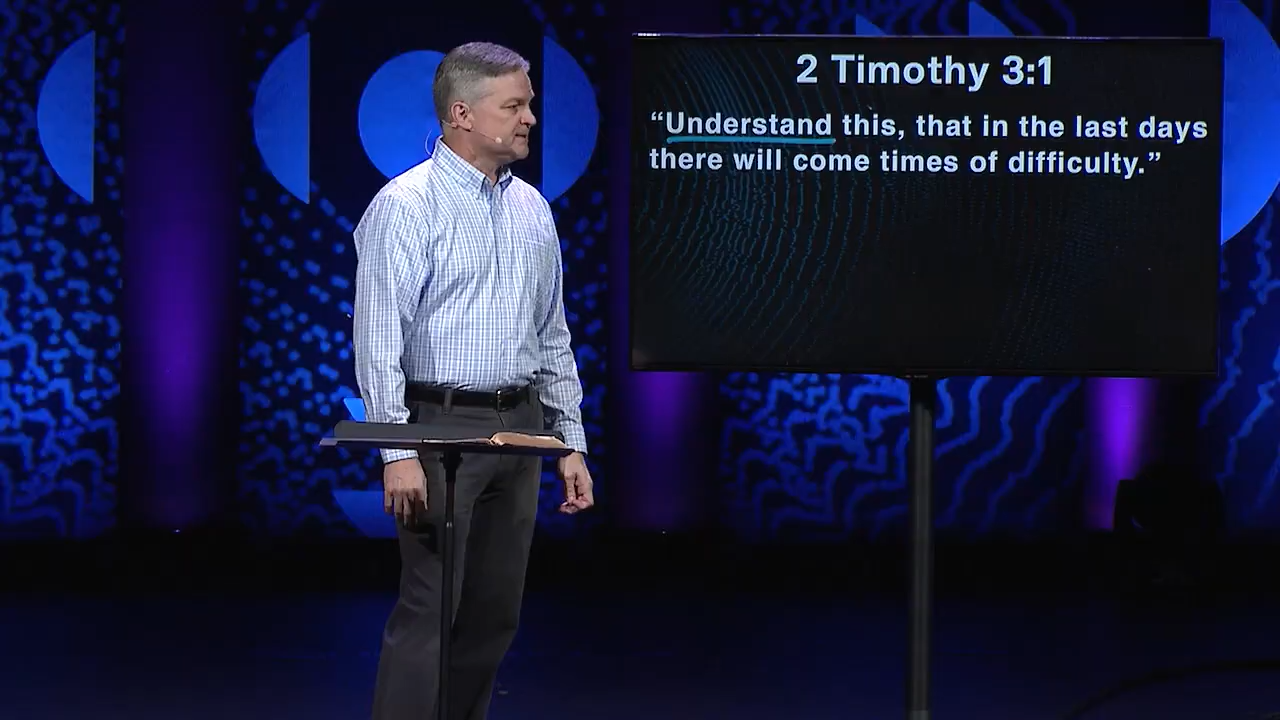 2 Timothy 3:1
“Understand this, that in the last days
there will come times of difficulty.”